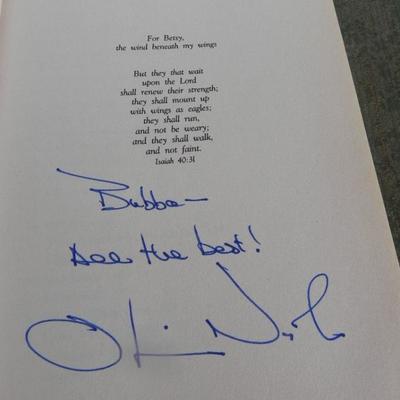 For Betsy,
the wind beneath my wings
But they that wait
upon the Lord
shall renew their strength;
they shall mount up
with wings as eagles;
they shall run,
and not be weary;
and they shall walk,
and not faint.
Isaiah 40:31
Bubba—
see the best!